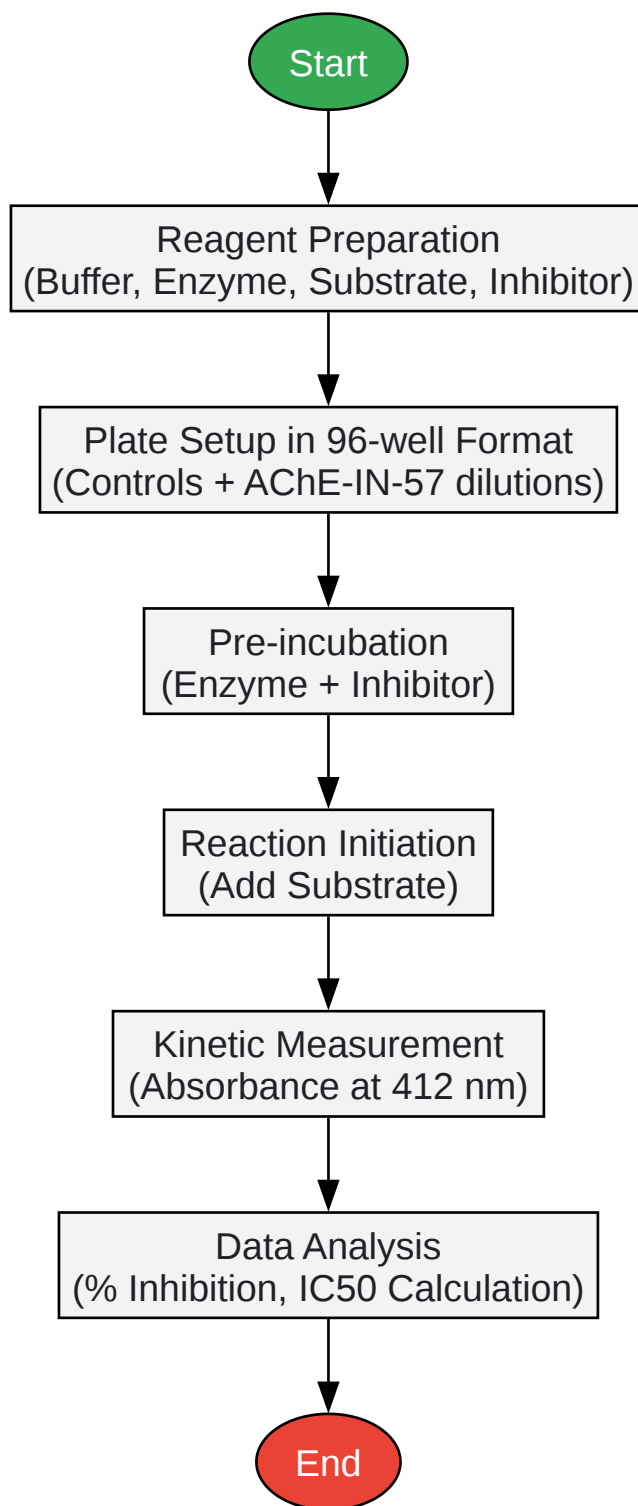 Start
Reagent Preparation
(Buffer, Enzyme, Substrate, Inhibitor)
Plate Setup in 96-well Format
(Controls + AChE-IN-57 dilutions)
Pre-incubation
(Enzyme + Inhibitor)
Reaction Initiation
(Add Substrate)
Kinetic Measurement
(Absorbance at 412 nm)
Data Analysis
(% Inhibition, IC50 Calculation)
End